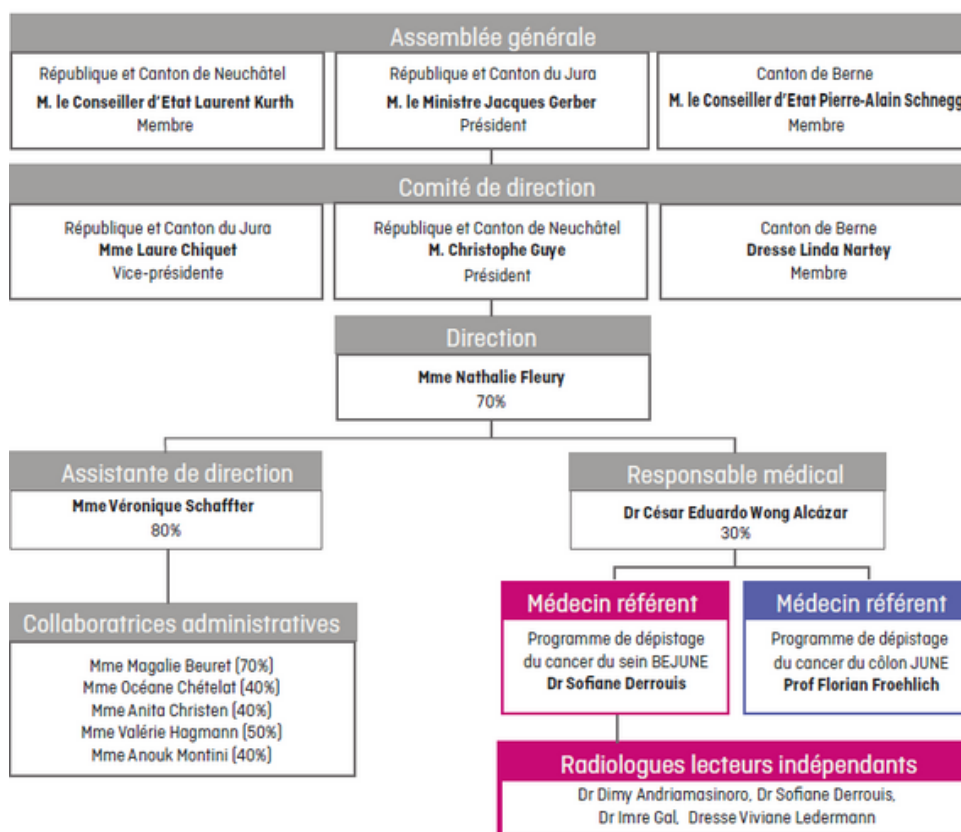 Assemblée générale
République et Canton de Neuchâtel
M. le Conseiller d'Etat Laurent Kurth
Membre
République et Canton du Jura
M. le Ministre Jacques Gerber
Président
Canton de Berne
M. le Conseiller d'Etat Pierre-Alain Schnegg
Membre
Comité de direction
République et Canton du Jura
Mme Laure Chiquet
Vice-présidente
République et Canton de Neuchâtel
M. Christophe Guye
Président
Canton de Berne
Dresse Linda Nartey
Membre
Direction
Mme Nathalie Fleury
70%
Assistante de direction
Mme Véronique Schaffter
80%
Responsable médical
Dr César Eduardo Wong Alcázar
30%
Collaboratrices administratives
Mme Magalie Beuret (70%)
Mme Océane Chételat (40%)
Mme Anita Christen (40%)
Mme Valérie Hagmann (50%)
Mme Anouk Montini (40%)
Médecin référent
Programme de dépistage
du cancer du sein BEJUNE
Dr Sofiane Derrouis
Médecin référent
Programme de dépistage
du cancer du côlon JUNE
Prof Florian Froehlich
Radiologues lecteurs indépendants
Dr Dimy Andriamasinoro, Dr Sofiane Derrouis,
Dr Imre Gal, Dresse Viviane Ledermann